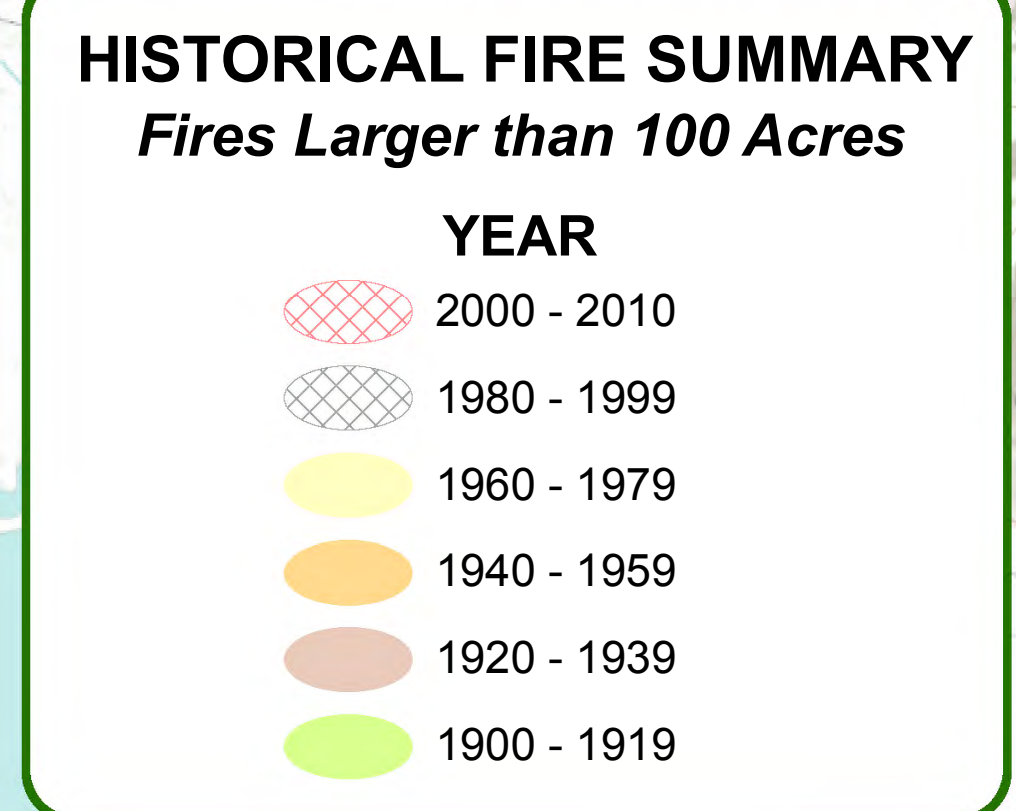 HISTORICAL FIRE SUMMARY
Fires Larger than 100 Acres
YEAR
2000 - 2010
1980 - 1999
1960 - 1979
1940 - 1959
1920 - 1939
1900 - 1919